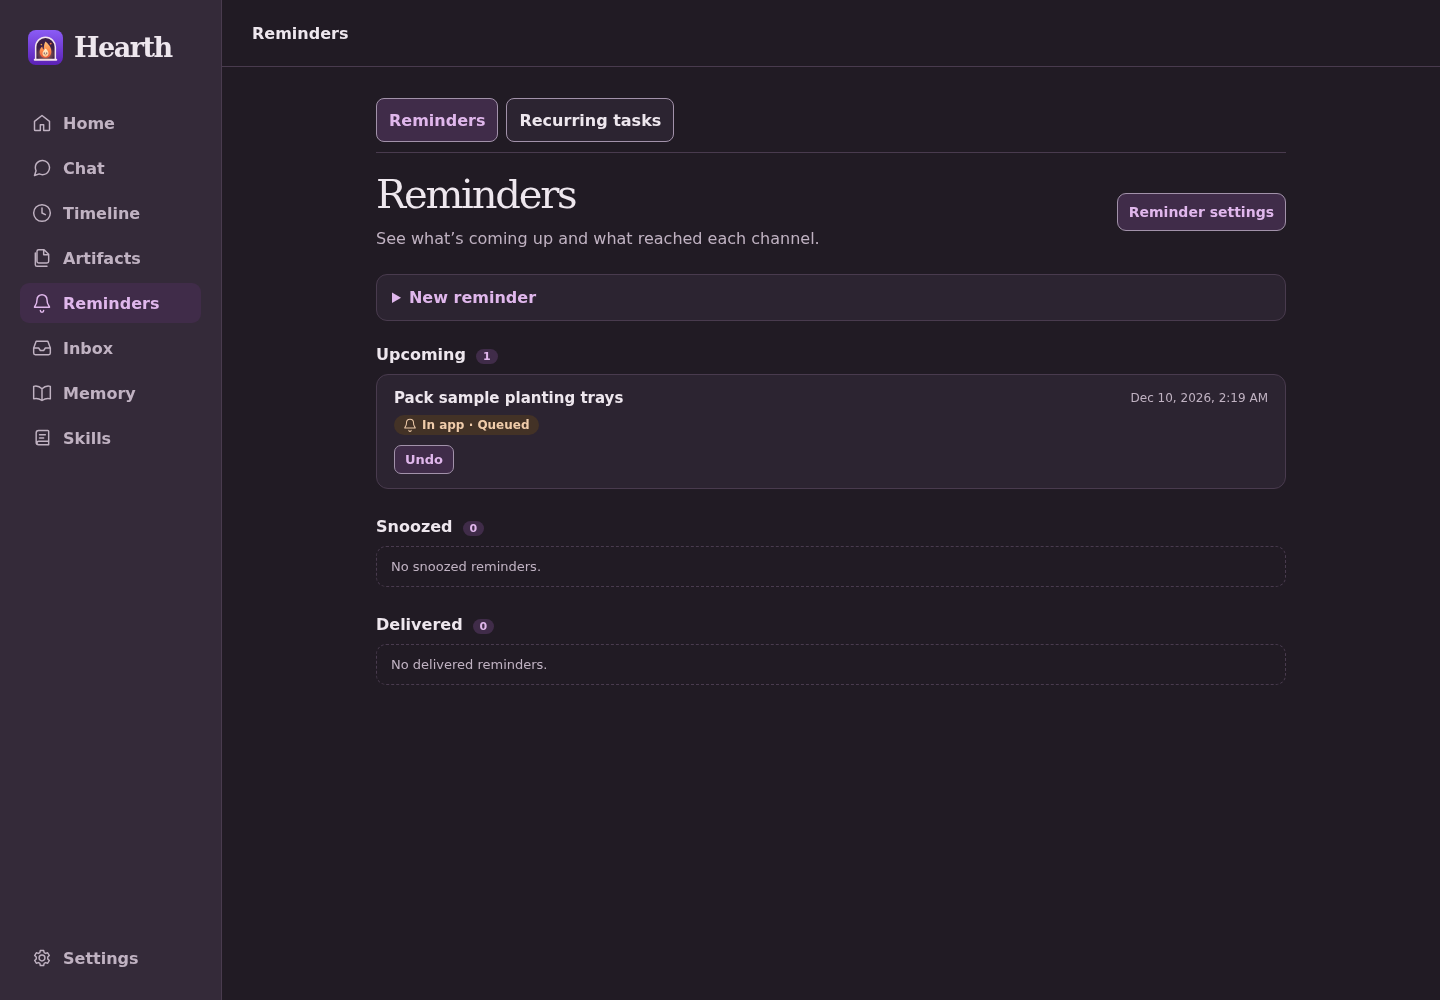 Hearth
Home
Chat
Timeline
Artifacts
Reminders
Inbox
Memory
Skills
Settings
Reminders
Reminders
Recurring tasks
Reminders
See what’s coming up and what reached each channel.
Reminder settings
New reminder
Upcoming 1
Pack sample planting trays
Dec 10, 2026, 2:19 AM
In app · Queued
Undo
Snoozed 0
No snoozed reminders.
Delivered 0
No delivered reminders.